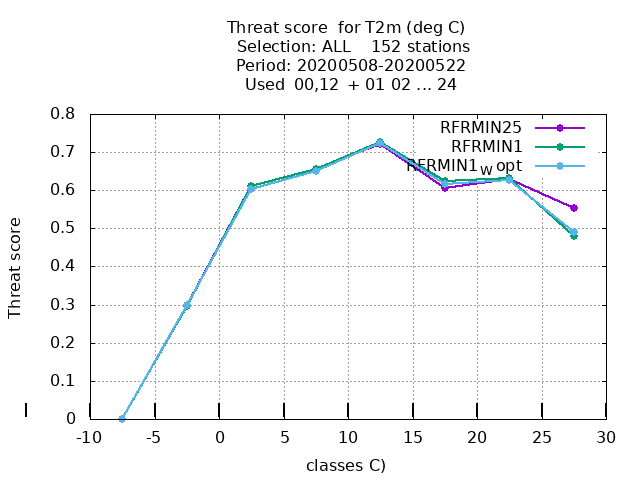 Threat score for T2m (deg C)
Selection: ALL 152 stations
Period: 20200508-20200522
Used 00,12 + 01 02 ... 24
0.8
0.7
0.6
0.5
0.4
0.3
0.2
0.1
0
Threat score
RFRMIN25
RFRMIN1
RFRMIN1wopt
-10 -5 0 5 10 15 20 25 30
classes C)